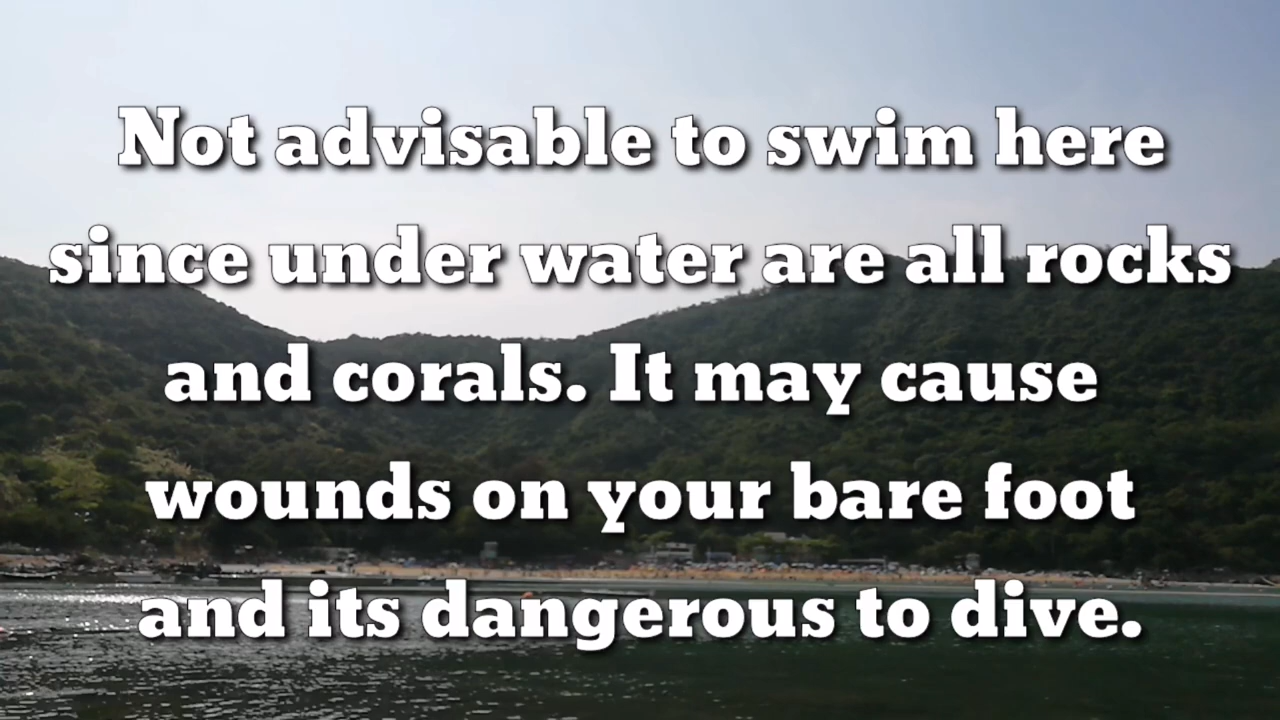 Not advisable to swim here
since under water are all rocks
and corals. It may cause
wounds on your bare foot
and its dangerous to dive.